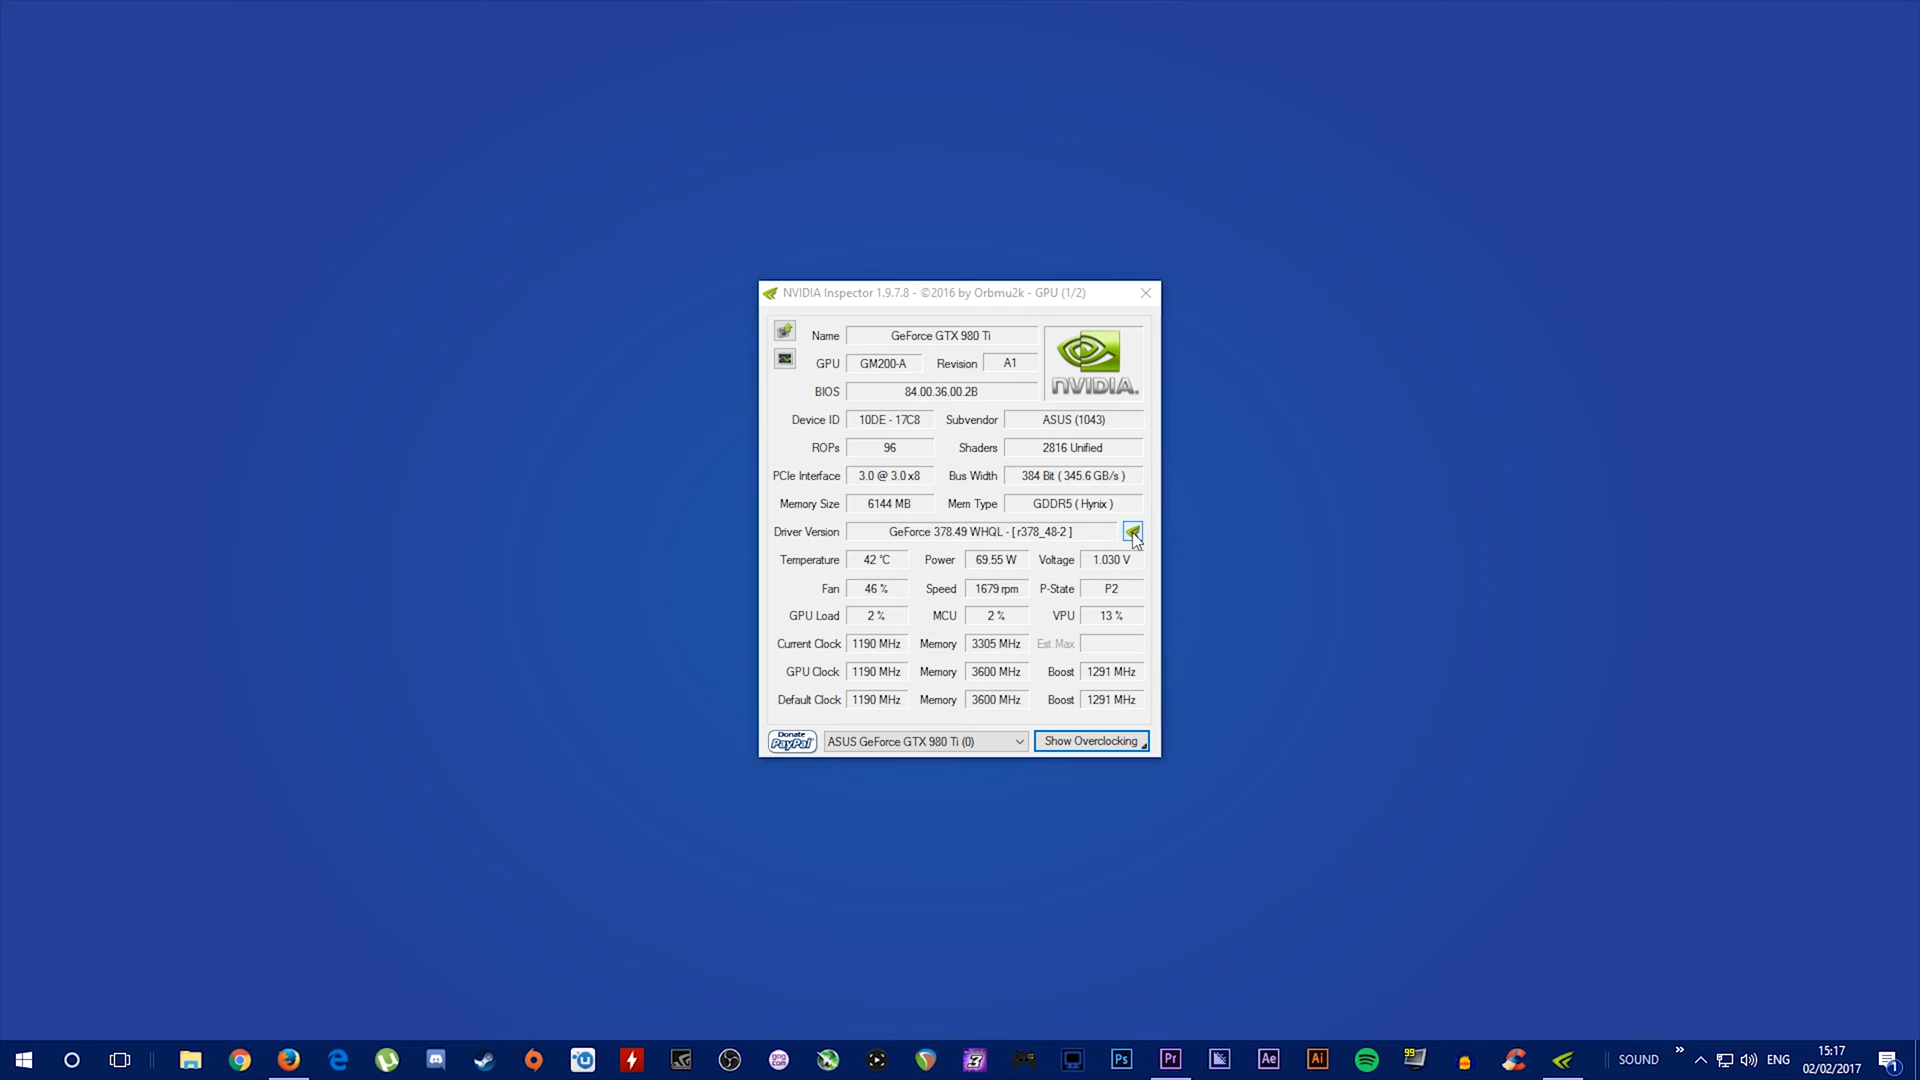 NVIDIA Inspector 1.9.7.8 - ©2016 by Orbmu2k - GPU (1/2)
Name GeForce GTX 980 Ti
GPU GM200-A Revision A1
NVIDIA.
BIOS 84.00.36.00.2B
Device ID 10DE - 17C8 Subvendor ASUS (1043)
ROPs 96 Shaders 2816 Unified
PCIe Interface 3.0 @ 3.0 x8 Bus Width 384 Bit ( 345.6 GB/s )
Memory Size 6144 MB Mem Type GDDR5 ( Hynix )
Driver Version GeForce 378.49 WHQL - [ r378_48-2 ]
Temperature 42 °C Power 69.55 W Voltage 1.030 V
Fan 46 % Speed 1679 rpm P-State P2
GPU Load 2 % MCU 2 % VPU 13 %
Current Clock 1190 MHz Memory 3305 MHz Est.Max
GPU Clock 1190 MHz Memory 3600 MHz Boost 1291 MHz
Default Clock 1190 MHz Memory 3600 MHz Boost 1291 MHz
Donate
PayPal
ASUS GeForce GTX 980 Ti (0) Show Overclocking
Ps Pr Ae Ai 99 SOUND ENG
15:17
02/02/2017
1